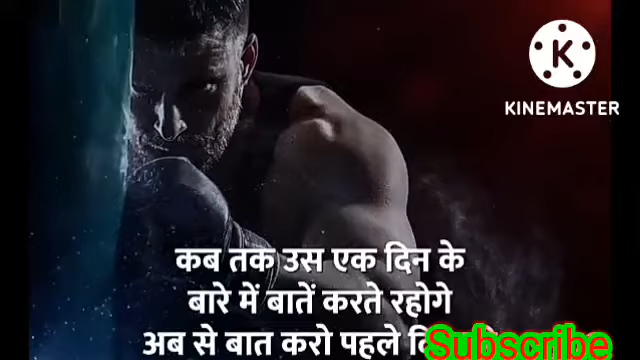 KINEMASTER
कब तक उस एक दिन के
बारे में बातें करते रहोगे
अब से बात करो पहले
Subscribe